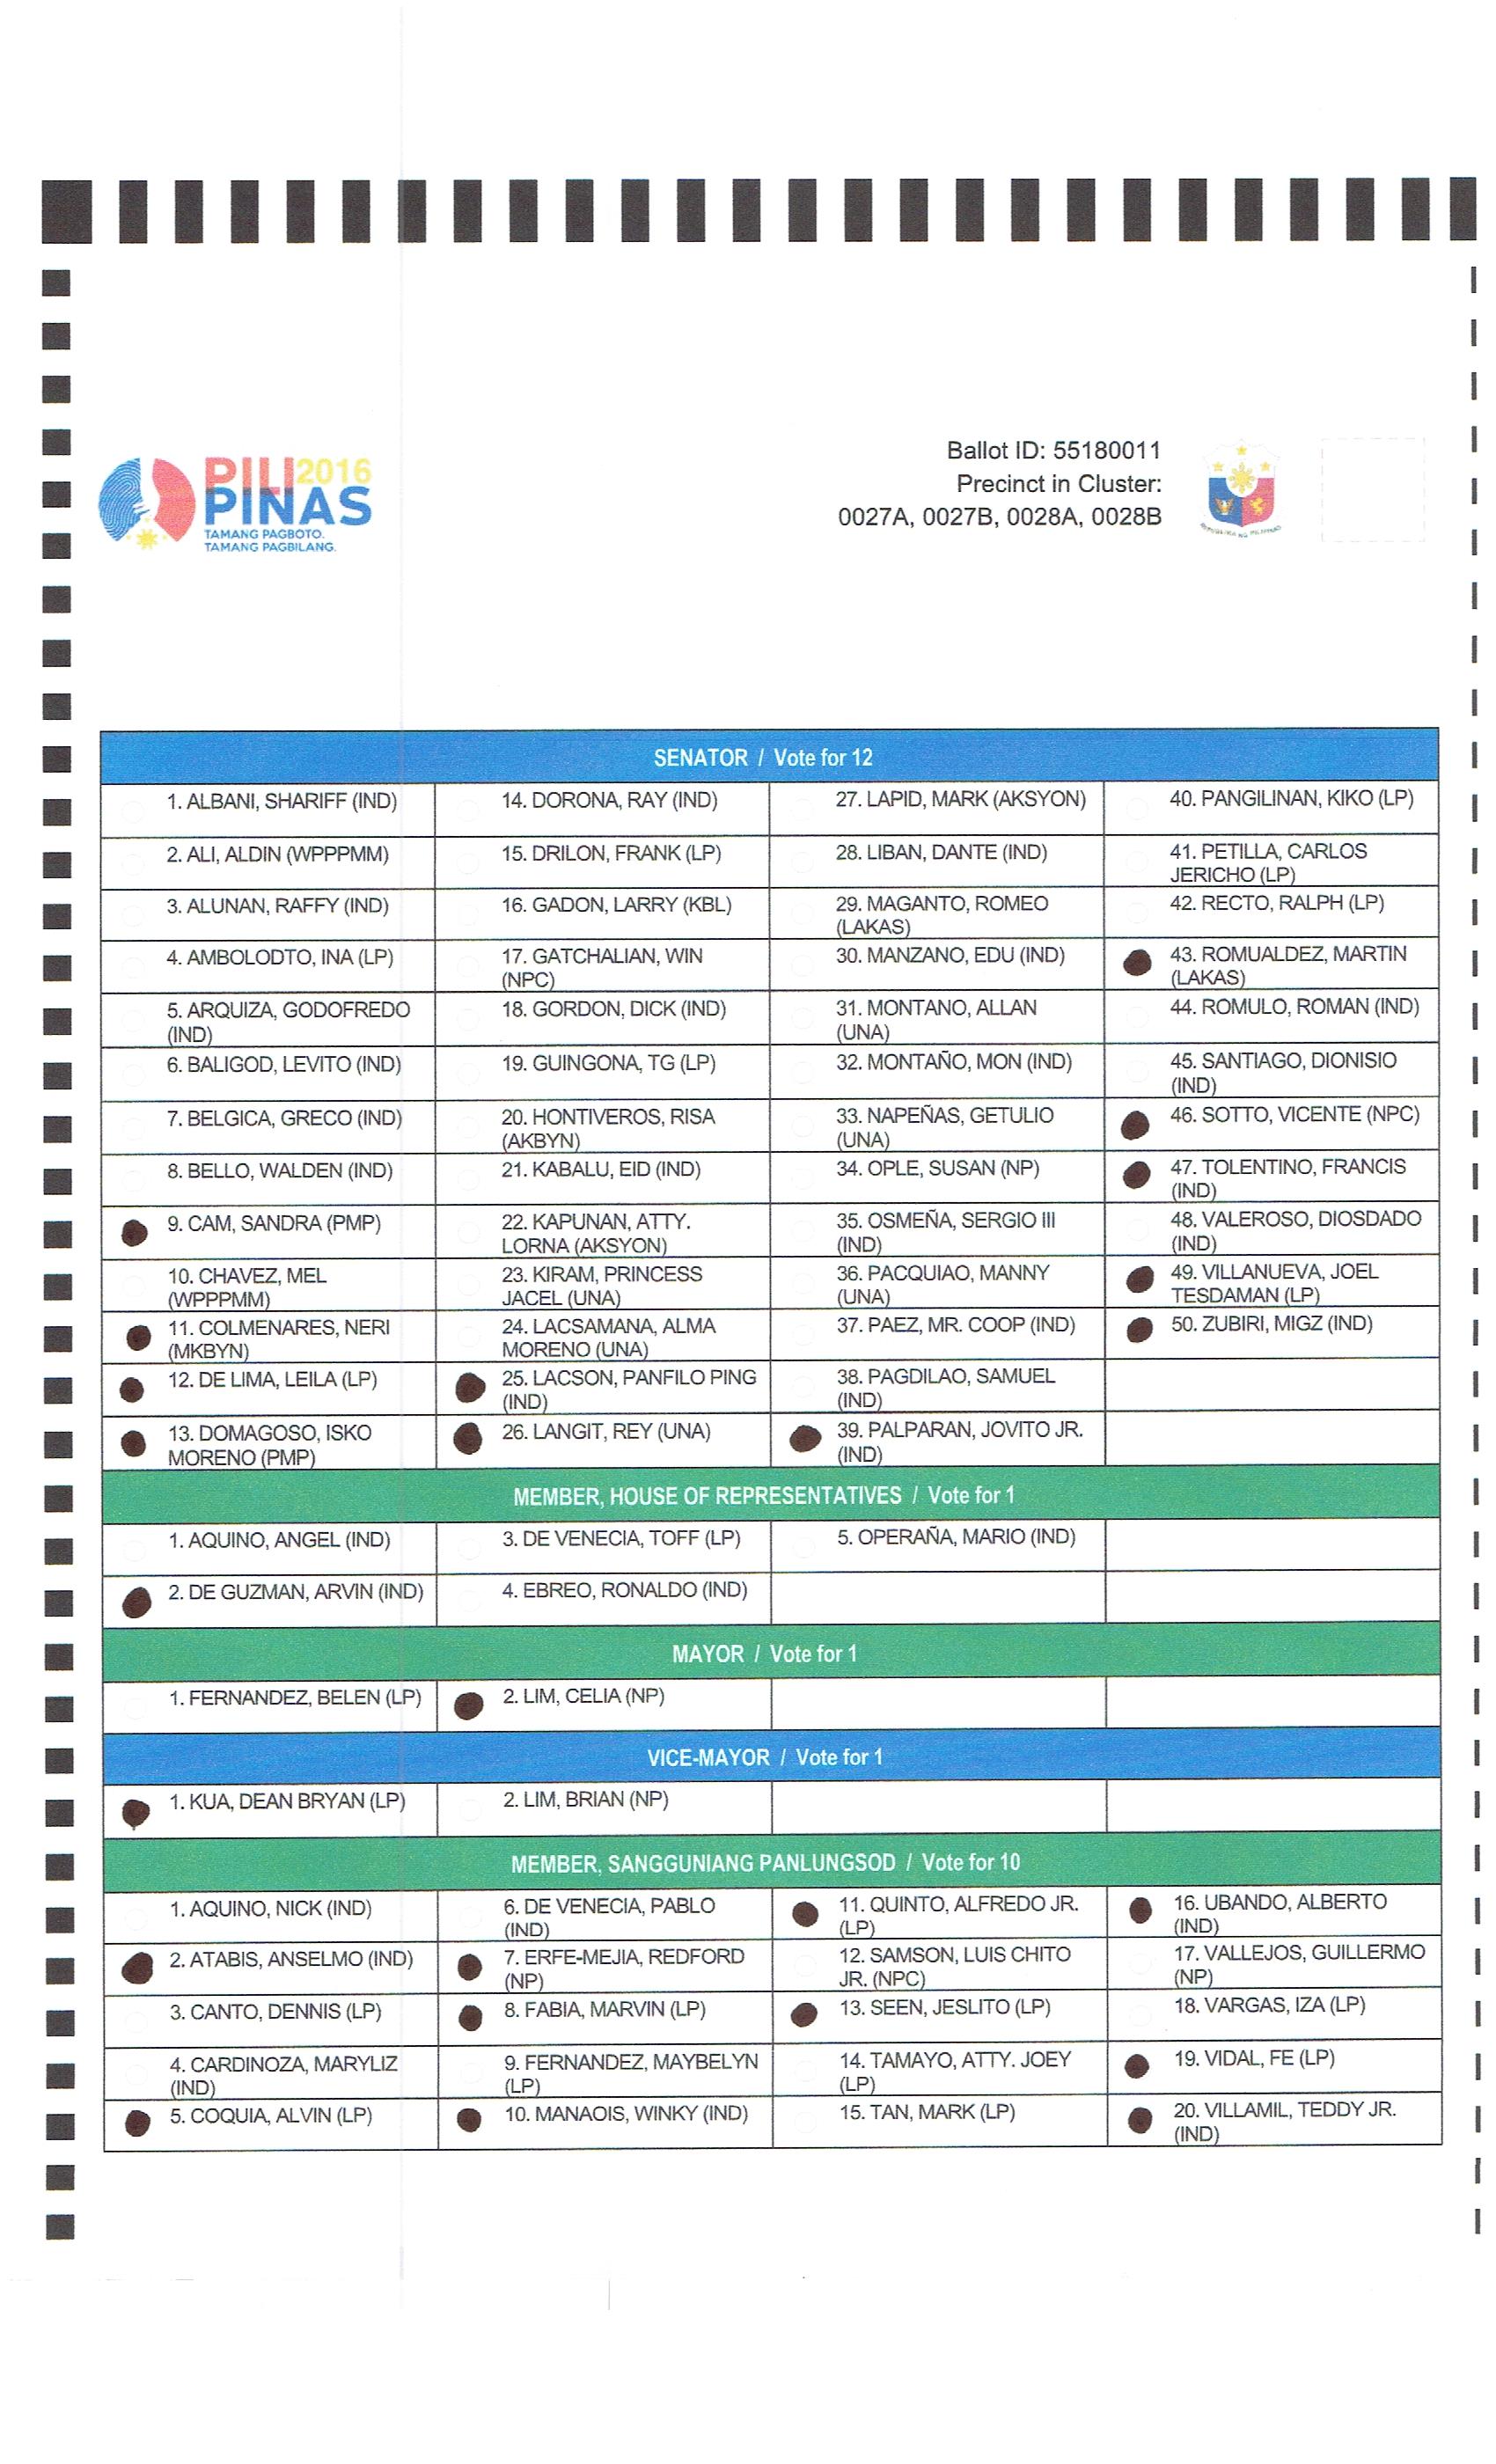 PILI 2016
PINAS
TAMANG PAGBOTO.
TAMANG PAGBILANG.
Ballot ID: 55180011
Precinct in Cluster:
0027A, 0027B, 0028A, 0028B
SENATOR / Vote for 12
1. ALBANI, SHARIFF (IND)
2. ALI, ALDIN (WPPPMM)
3. ALUNAN, RAFFY (IND)
4. AMBOLODTO, INA (LP)
5. ARQUIZA, GODOFREDO
(IND)
6. BALIGOD, LEVITO (IND)
7. BELGICA, GRECO (IND)
8. BELLO, WALDEN (IND)
9. CAM, SANDRA (PMP)
10. CHAVEZ, MEL
(WPPPMM)
11. COLMENARES, NERI
(MKBYN)
12. DE LIMA, LEILA (LP)
13. DOMAGOSO, ISKO
MORENO (PMP)
14. DORONA, RAY (IND)
15. DRILON, FRANK (LP)
16. GADON, LARRY (KBL)
17. GATCHALIAN, WIN
(NPC)
18. GORDON, DICK (IND)
19. GUINGONA, TG (LP)
20. HONTIVEROS, RISA
(AKBYN)
21. KABALU, EID (IND)
22. KAPUNAN, ATTY.
LORNA (AKSYON)
23. KIRAM, PRINCESS
JACEL (UNA)
24. LACSAMANA, ALMA
MORENO (UNA)
25. LACSON, PANFILO PING
(IND)
26. LANGIT, REY (UNA)
27. LAPID, MARK (AKSYON)
28. LIBAN, DANTE (IND)
29. MAGANTO, ROMEO
(LAKAS)
30. MANZANO, EDU (IND)
31. MONTANO, ALLAN
(UNA)
32. MONTAÑO, MON (IND)
33. NAPEÑAS, GETULIO
(UNA)
34. OPLE, SUSAN (NP)
35. OSMEÑA, SERGIO III
(IND)
36. PACQUIAO, MANNY
(UNA)
37. PAEZ, MR. COOP (IND)
38. PAGDILAO, SAMUEL
(IND)
39. PALPARAN, JOVITO JR.
(IND)
40. PANGILINAN, KIKO (LP)
41. PETILLA, CARLOS
JERICHO (LP)
42. RECTO, RALPH (LP)
43. ROMUALDEZ, MARTIN
(LAKAS)
44. ROMULO, ROMAN (IND)
45. SANTIAGO, DIONISIO
(IND)
46. SOTTO, VICENTE (NPC)
47. TOLENTINO, FRANCIS
(IND)
48. VALEROSO, DIOSDADO
(IND)
49. VILLANUEVA, JOEL
TESDAMAN (LP)
50. ZUBIRI, MIGZ (IND)
MEMBER, HOUSE OF REPRESENTATIVES / Vote for 1
1. AQUINO, ANGEL (IND)
2. DE GUZMAN, ARVIN (IND)
3. DE VENECIA, TOFF (LP)
4. EBREO, RONALDO (IND)
5. OPERAÑA, MARIO (IND)
MAYOR / Vote for 1
1. FERNANDEZ, BELEN (LP)
2. LIM, CELIA (NP)
VICE-MAYOR / Vote for 1
1. KUA, DEAN BRYAN (LP)
2. LIM, BRIAN (NP)
MEMBER, SANGGUNIANG PANLUNGSOD / Vote for 10
1. AQUINO, NICK (IND)
2. ATABIS, ANSELMO (IND)
3. CANTO, DENNIS (LP)
4. CARDINOZA, MARYLIZ
(IND)
5. COQUIA, ALVIN (LP)
6. DE VENECIA, PABLO
(IND)
7. ERFE-MEJIA, REDFORD
(NP)
8. FABIA, MARVIN (LP)
9. FERNANDEZ, MAYBELYN
(LP)
10. MANAOIS, WINKY (IND)
11. QUINTO, ALFREDO JR.
(LP)
12. SAMSON, LUIS CHITO
JR. (NPC)
13. SEEN, JESLITO (LP)
14. TAMAYO, ATTY. JOEY
(LP)
15. TAN, MARK (LP)
16. UBANDO, ALBERTO
(IND)
17. VALLEJOS, GUILLERMO
(NP)
18. VARGAS, IZA (LP)
19. VIDAL, FE (LP)
20. VILLAMIL, TEDDY JR.
(IND)